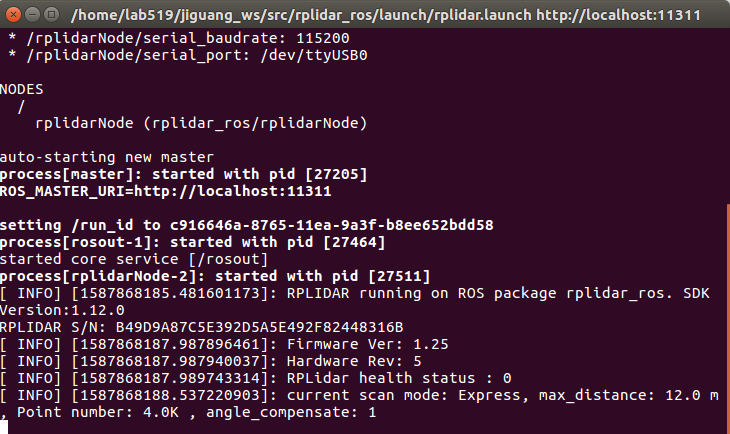 /home/lab519/jiguang_ws/src/rplidar_ros/launch/rplidar.launch http://localhost:11311
* /rplidarNode/serial_baudrate: 115200
* /rplidarNode/serial_port: /dev/ttyUSB0
NODES
/
rplidarNode (rplidar_ros/rplidarNode)
auto-starting new master
process[master]: started with pid [27205]
ROS_MASTER_URI=http://localhost:11311
setting /run_id to c916646a-8765-11ea-9a3f-b8ee652bdd58
process[rosout-1]: started with pid [27464]
started core service [/rosout]
process[rplidarNode-2]: started with pid [27511]
[ INFO] [1587868185.481601173]: RPLIDAR running on ROS package rplidar_ros. SDK
Version:1.12.0
RPLIDAR S/N: B49D9A87C5E392D5A5E492F82448316B
[ INFO] [1587868187.987896461]: Firmware Ver: 1.25
[ INFO] [1587868187.987940037]: Hardware Rev: 5
[ INFO] [1587868187.989743314]: RPLidar health status : 0
[ INFO] [1587868188.537220903]: current scan mode: Express, max_distance: 12.0 m
, Point number: 4.0K , angle_compensate: 1